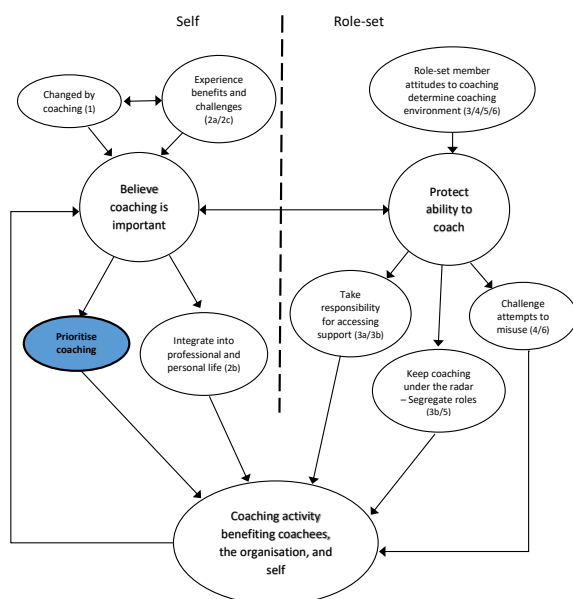 Self
Role-set
Changed by
coaching (1)
Experience
benefits and
challenges
(2a/2c)
Role-set member
attitudes to coaching
determine coaching
environment (3/4/5/6)
Believe
coaching is
important
Protect
ability to
coach
Prioritise
coaching
Integrate into
professional and
personal life (2b)
Take
responsibility
for accessing
support (3a/3b)
Challenge
attempts to
misuse (4/6)
Keep coaching
under the radar
– Segregate roles
(3b/5)
Coaching activity
benefiting coachees,
the organisation, and
self